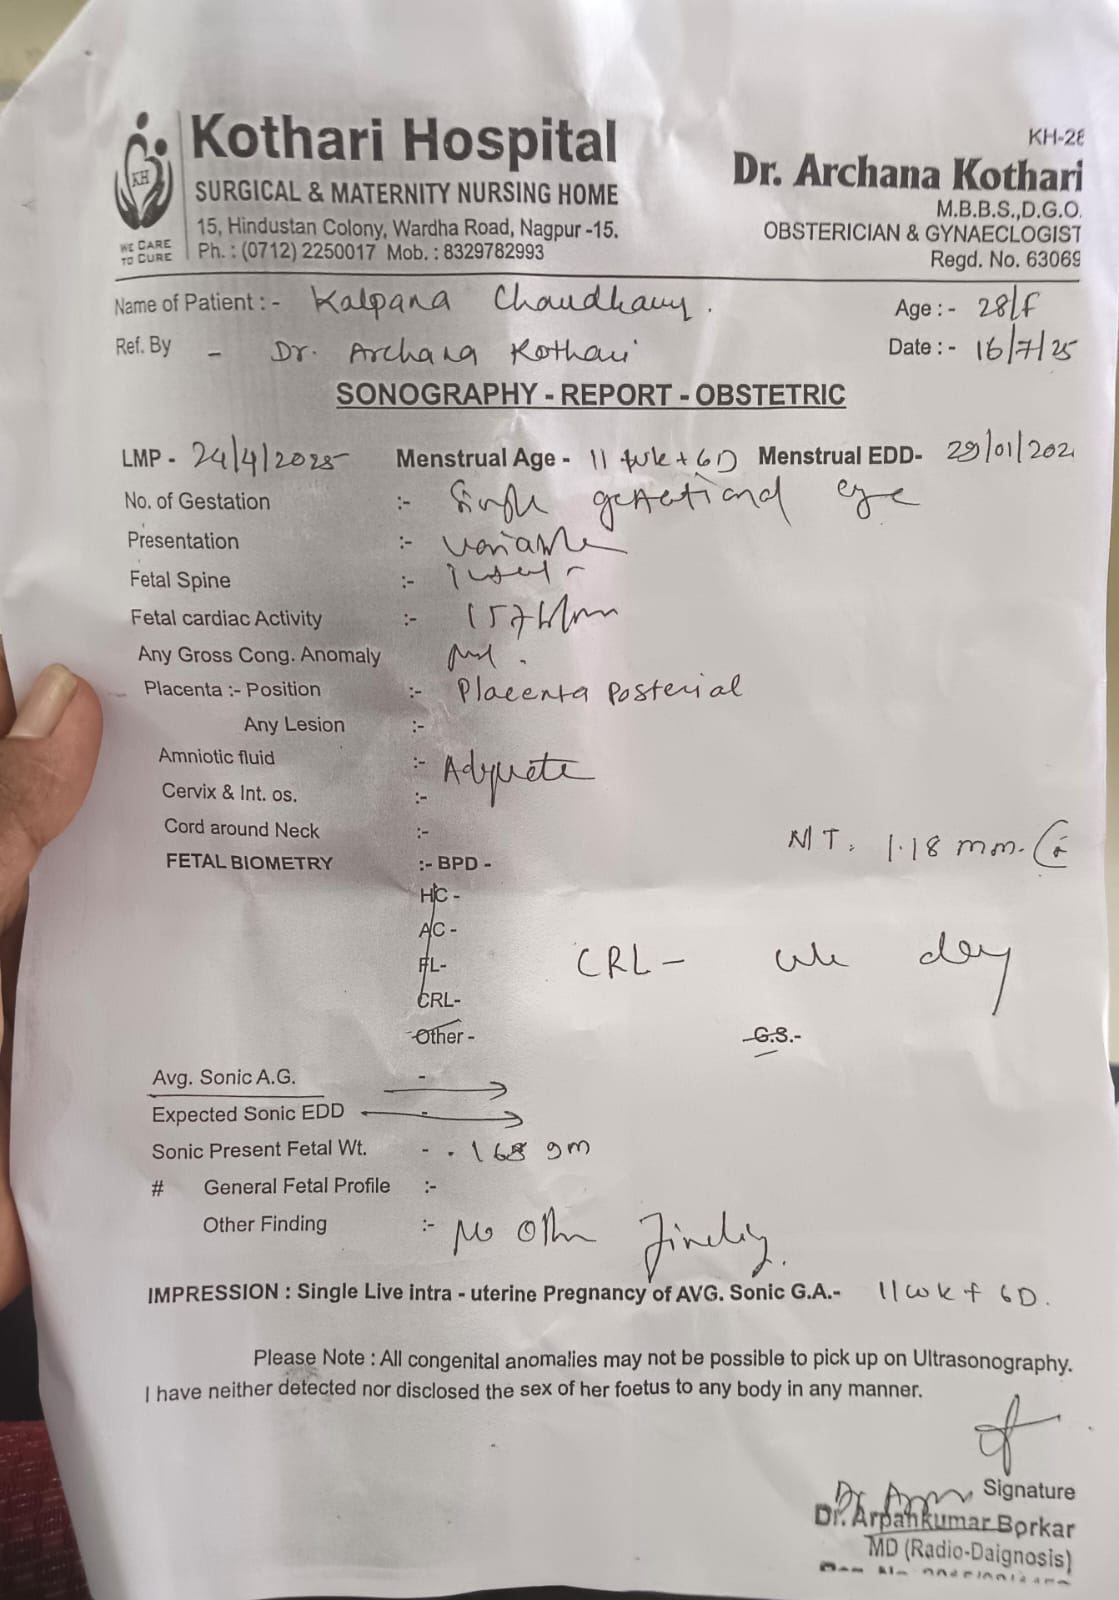 Kothari Hospital
KH
WE CARE
TO CURE
SURGICAL & MATERNITY NURSING HOME
15, Hindustan Colony, Wardha Road, Nagpur -15.
Ph. : (0712) 2250017 Mob. : 8329782993
KH-28
Dr. Archana Kothari
M.B.B.S.,D.G.O.
OBSTERICIAN & GYNAECLOGIST
Regd. No. 63069
Name of Patient : - Kalpana Chaudhary. Age : - 28/F
Ref. By - Dr. Archana Kothari Date : - 16/7/25
SONOGRAPHY - REPORT - OBSTETRIC
LMP - 24/4/2025 Menstrual Age - 11 wk + 6D Menstrual EDD- 29/01/202
No. of Gestation :- Single gestational
Presentation :- variable
Fetal Spine :-
Fetal cardiac Activity :- 157 b/mn
Any Gross Cong. Anomaly
Placenta :- Position :- Placenta Posterial
Any Lesion :-
Amniotic fluid :- Adquete
Cervix & Int. os. :-
Cord around Neck :-
NT. 1.18 mm.
FETAL BIOMETRY :- BPD -
HC -
AC -
FL-
CRL - wk day
CRL-
Other - G.S.-
Avg. Sonic A.G. -
Expected Sonic EDD -
Sonic Present Fetal Wt. - . 168 gm
# General Fetal Profile :-
Other Finding :- No Othr Finding.
IMPRESSION : Single Live intra - uterine Pregnancy of AVG. Sonic G.A.- 11 wk + 6D.
Please Note : All congenital anomalies may not be possible to pick up on Ultrasonography.
I have neither detected nor disclosed the sex of her foetus to any body in any manner.
Signature
Dr.
Dr. Arpankumar Borkar
MD (Radio-Daignosis)